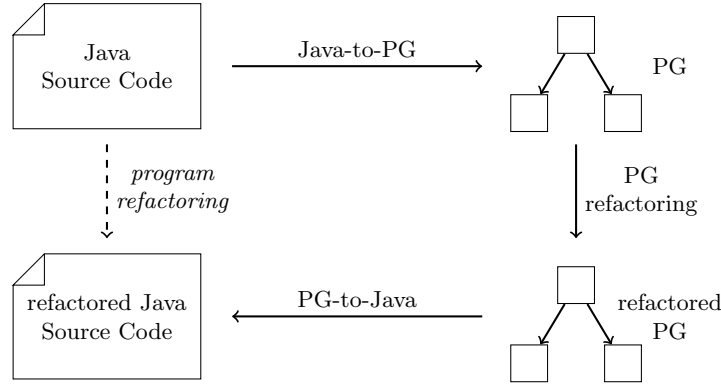 Java
Source Code
Java-to-PG
PG
program
refactoring
PG
refactoring
refactored Java
Source Code
PG-to-Java
refactored
PG